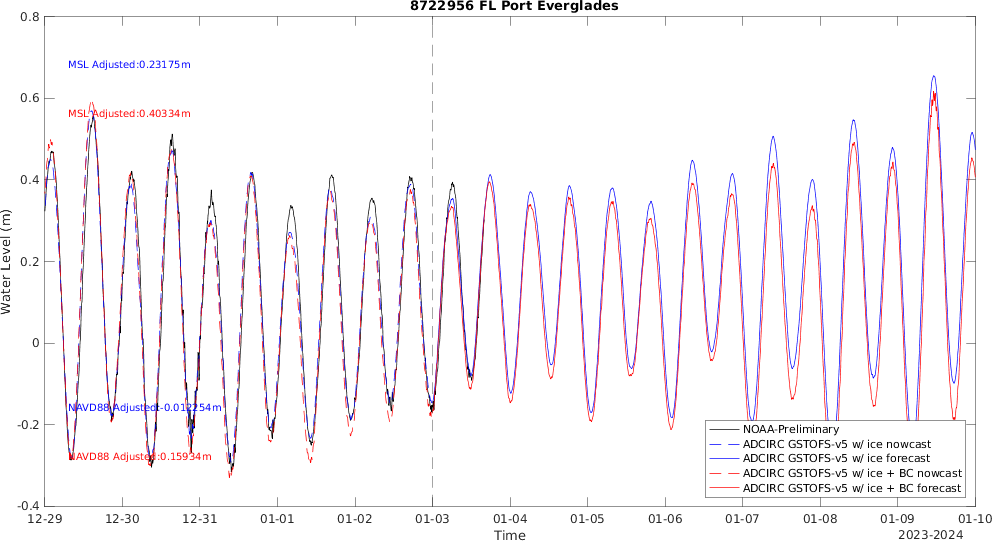 8722956 FL Port Everglades
0.8
MSL Adjusted:0.23175m
0.6
MSL Adjusted:0.40334m
0.4
Water Level (m)
0.2
0
NAVD88 Adjusted:-0.012254m
-0.2
NAVD88 Adjusted:0.15934m
NOAA-Preliminary
ADCIRC GSTOFS-v5 w/ ice nowcast
ADCIRC GSTOFS-v5 w/ ice forecast
ADCIRC GSTOFS-v5 w/ ice + BC nowcast
ADCIRC GSTOFS-v5 w/ ice + BC forecast
-0.4
12-29 12-30 12-31 01-01 01-02 01-03 01-04 01-05 01-06 01-07 01-08 01-09 01-10
Time
2023-2024